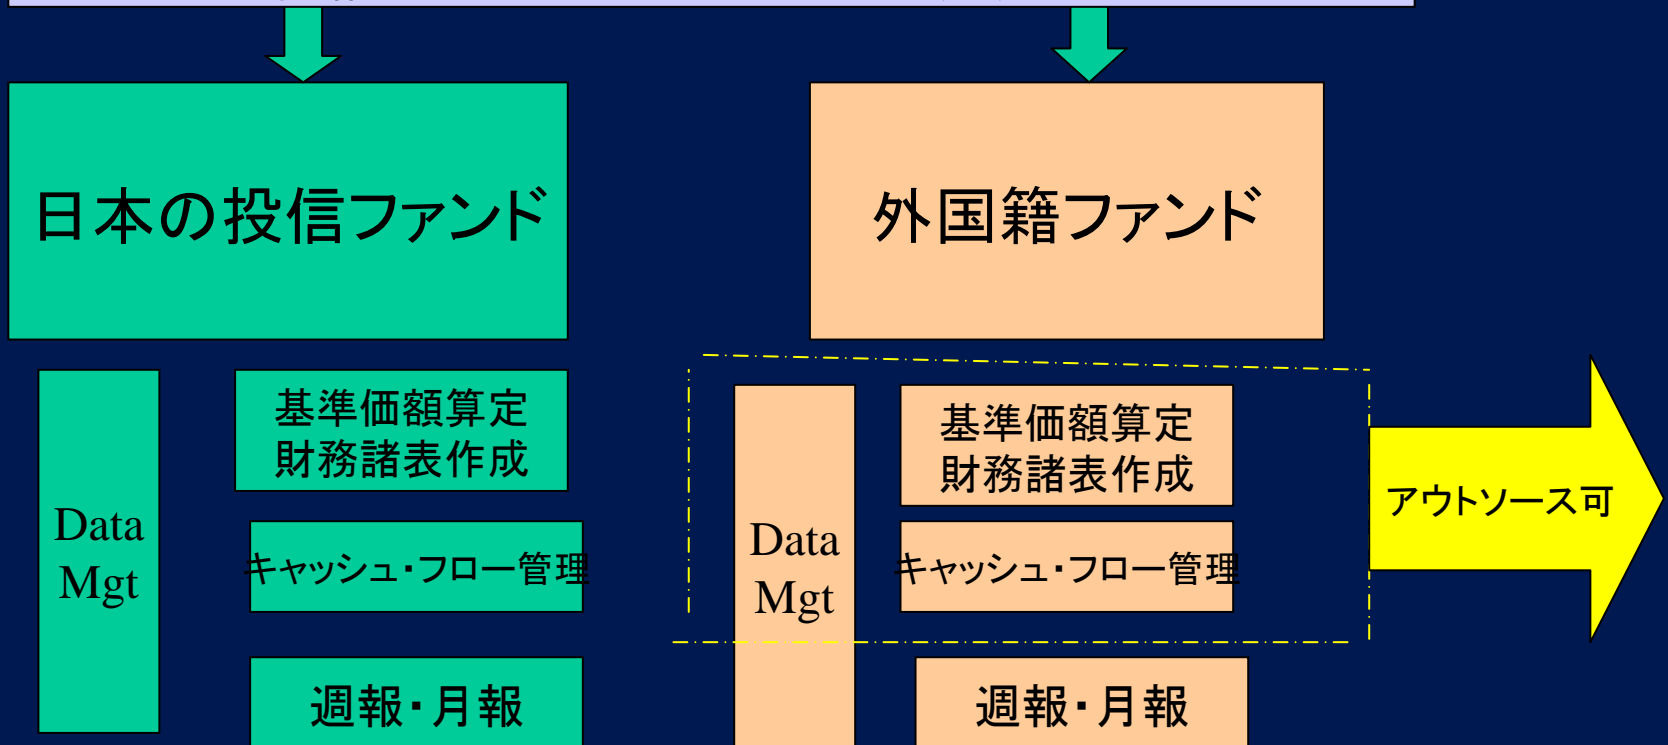 日本の投信ファンド
外国籍ファンド
Data
Mgt
基準価額算定
財務諸表作成
キャッシュ・フロー管理
週報・月報
Data
Mgt
基準価額算定
財務諸表作成
キャッシュ・フロー管理
週報・月報
アウトソース可